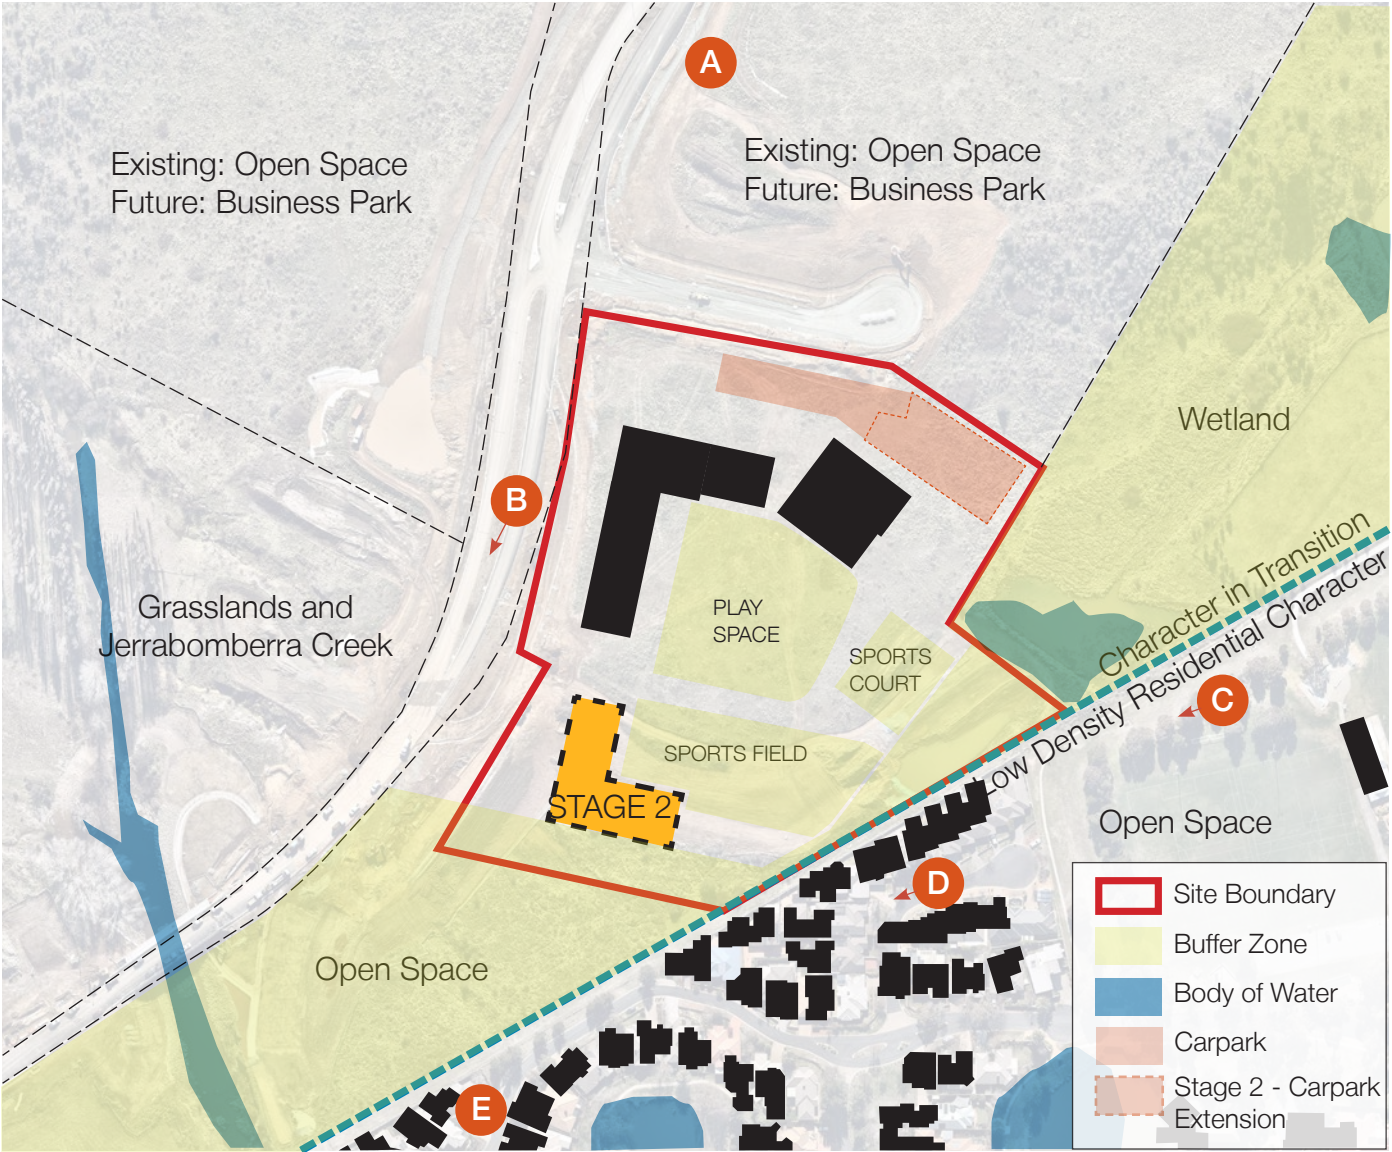 A
Existing: Open Space
Future: Business Park
Existing: Open Space
Future: Business Park
Wetland
B
Character in Transition
Low Density Residential Character
Grasslands and
Jerrabomberra Creek
PLAY
SPACE
SPORTS
COURT
C
SPORTS FIELD
STAGE 2
Open Space
D
Open Space
E
Site Boundary
Buffer Zone
Body of Water
Carpark
Stage 2 - Carpark
Extension